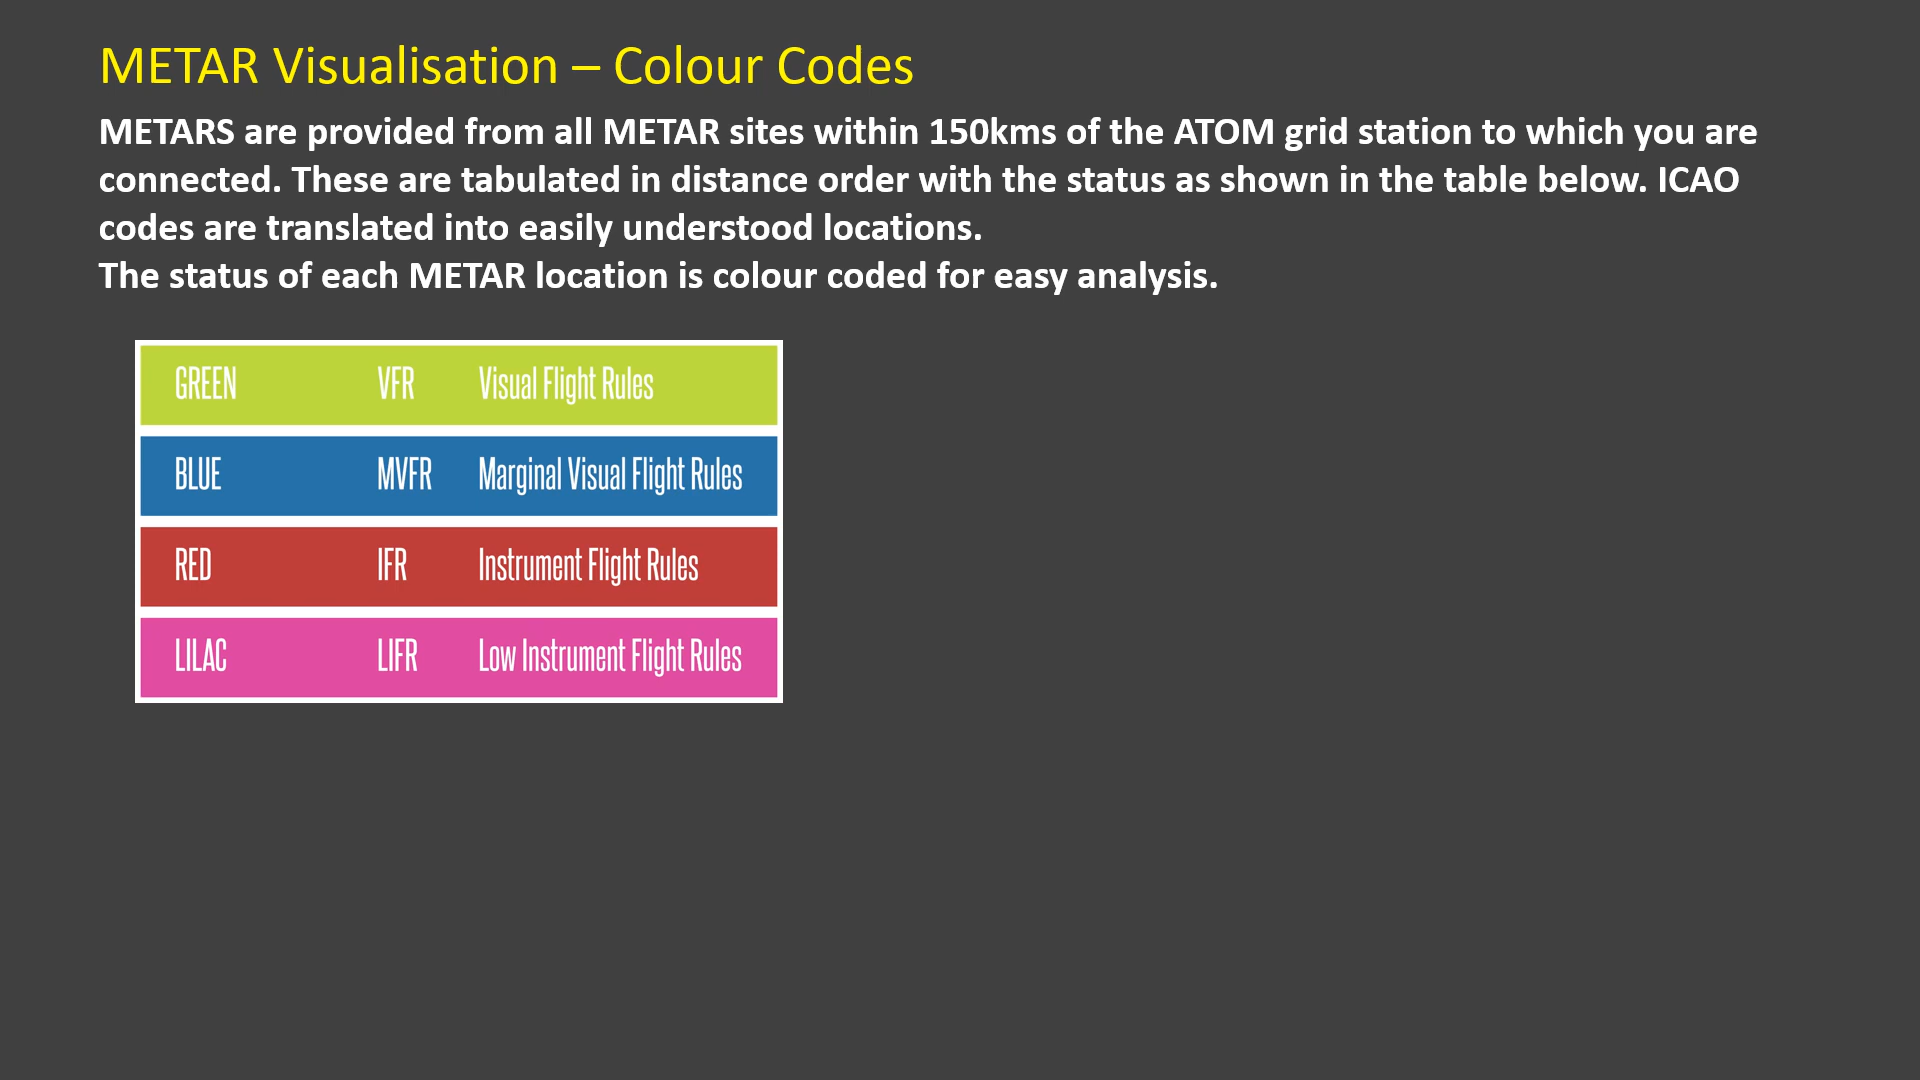 METAR Visualisation – Colour Codes
METARS are provided from all METAR sites within 150kms of the ATOM grid station to which you are
connected. These are tabulated in distance order with the status as shown in the table below. ICAO
codes are translated into easily understood locations.
The status of each METAR location is colour coded for easy analysis.
GREEN VFR Visual Flight Rules
BLUE MVFR Marginal Visual Flight Rules
RED IFR Instrument Flight Rules
LILAC LIFR Low Instrument Flight Rules